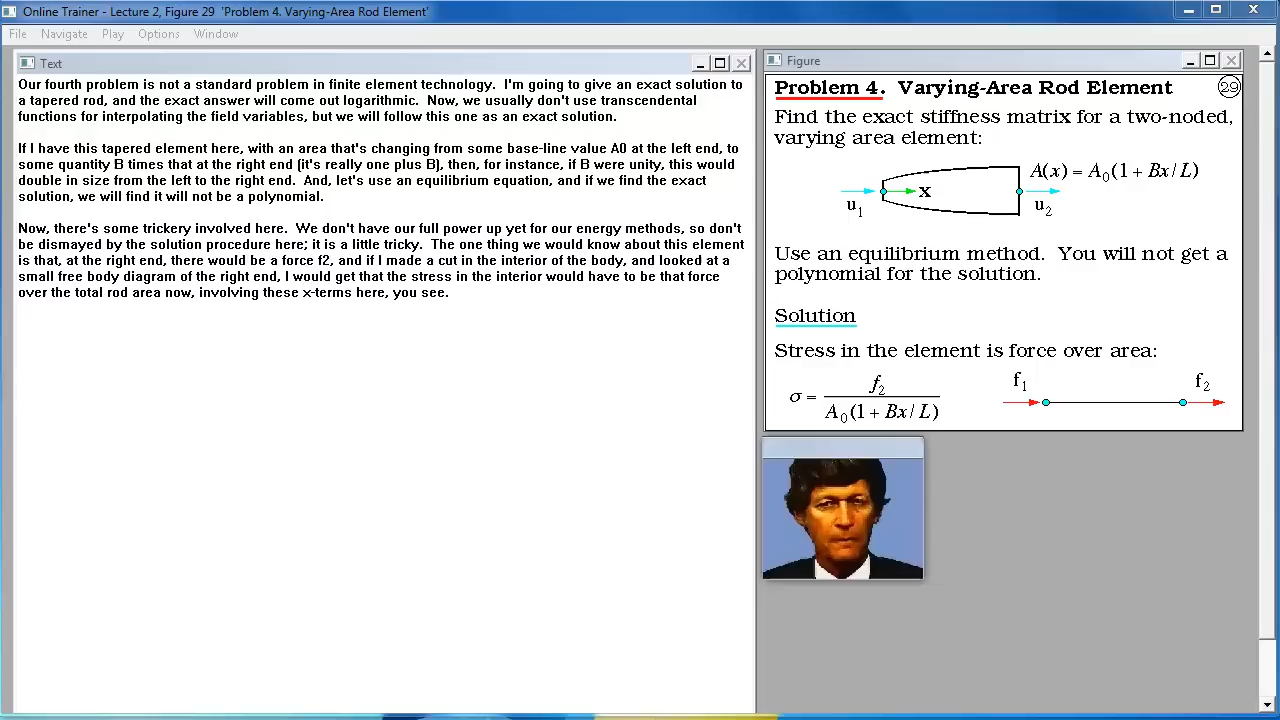 Online Trainer - Lecture 2, Figure 29 'Problem 4. Varying-Area Rod Element'
File Navigate Play Options Window
Text
Our fourth problem is not a standard problem in finite element technology. I'm going to give an exact solution to
a tapered rod, and the exact answer will come out logarithmic. Now, we usually don't use transcendental
functions for interpolating the field variables, but we will follow this one as an exact solution.
If I have this tapered element here, with an area that's changing from some base-line value A0 at the left end, to
some quantity B times that at the right end (it's really one plus B), then, for instance, if B were unity, this would
double in size from the left to the right end. And, let's use an equilibrium equation, and if we find the exact
solution, we will find it will not be a polynomial.
Now, there's some trickery involved here. We don't have our full power up yet for our energy methods, so don't
be dismayed by the solution procedure here; it is a little tricky. The one thing we would know about this element
is that, at the right end, there would be a force f2, and if I made a cut in the interior of the body, and looked at a
small free body diagram of the right end, I would get that the stress in the interior would have to be that force
over the total rod area now, involving these x-terms here, you see.
Figure
Problem 4. Varying-Area Rod Element
29
Find the exact stiffness matrix for a two-noded,
varying area element:
A(x) = A₀(1 + Bx/L)
x
u₁
u₂
Use an equilibrium method. You will not get a
polynomial for the solution.
Solution
Stress in the element is force over area:
σ = f₂ / A₀(1 + Bx/L)
f₁
f₂